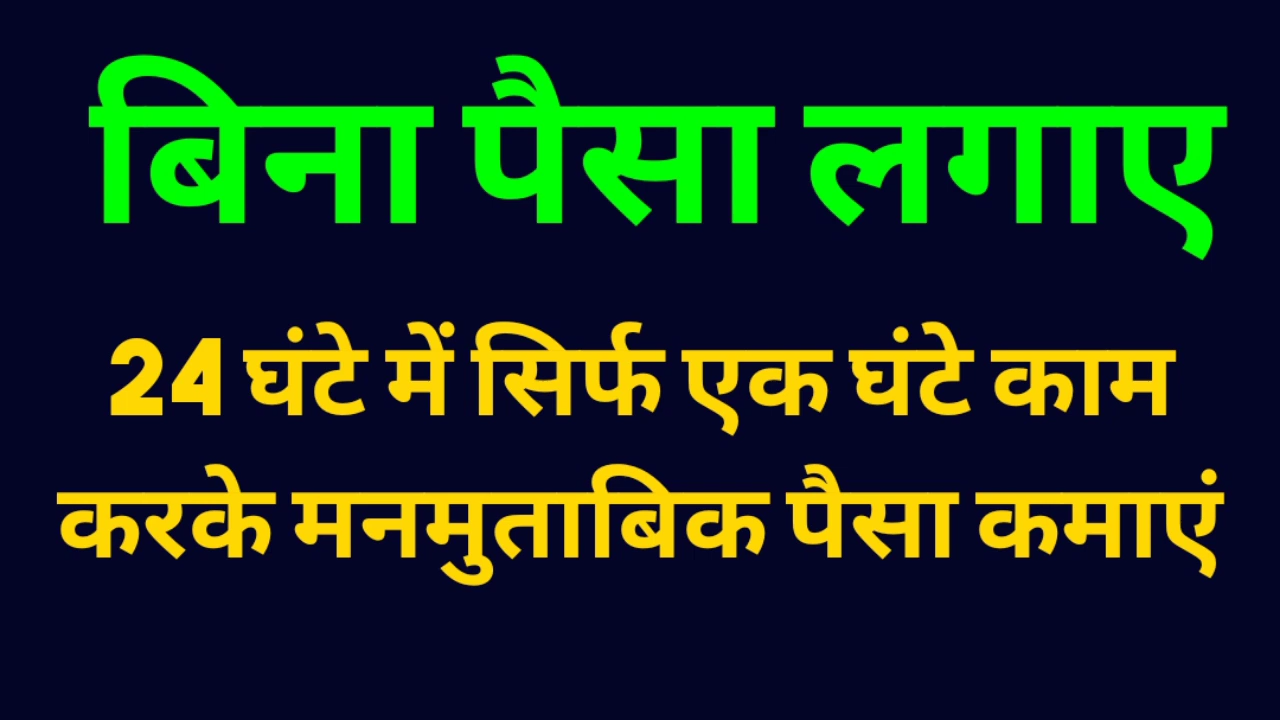 बिना पैसा लगाए
24 घंटे में सिर्फ एक घंटे काम
करके मनमुताबिक पैसा कमाएं